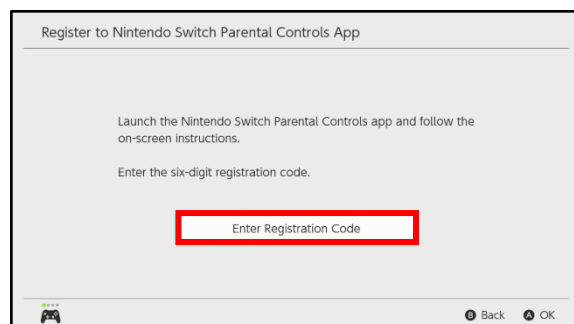 Register to Nintendo Switch Parental Controls App
Launch the Nintendo Switch Parental Controls app and follow the
on-screen instructions.
Enter the six-digit registration code.
Enter Registration Code
B Back A OK